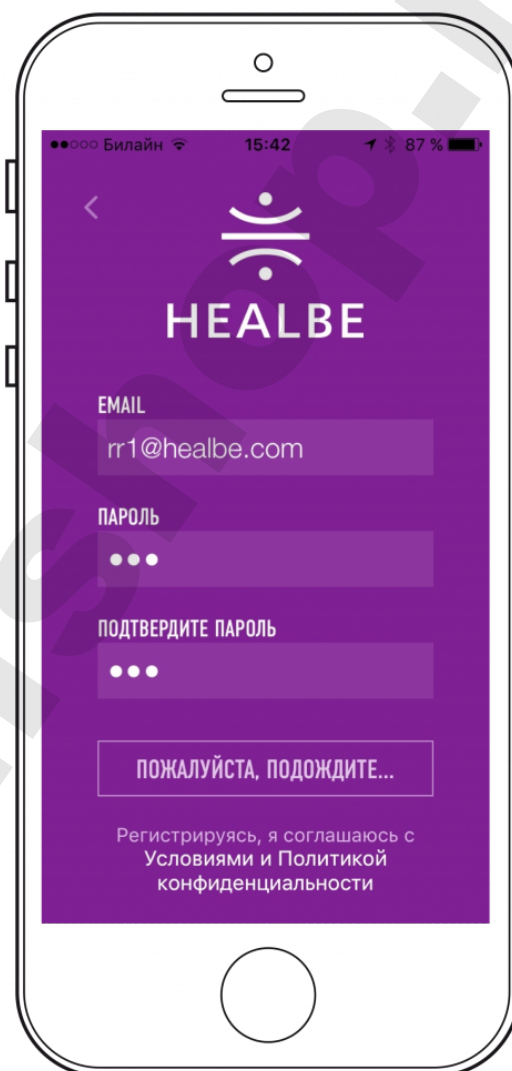 Билайн 15:42 87 %
HEALBE
EMAIL
rr1@healbe.com
ПАРОЛЬ
ПОДТВЕРДИТЕ ПАРОЛЬ
ПОЖАЛУЙСТА, ПОДОЖДИТЕ...
Регистрируясь, я соглашаюсь с
Условиями и Политикой
конфиденциальности